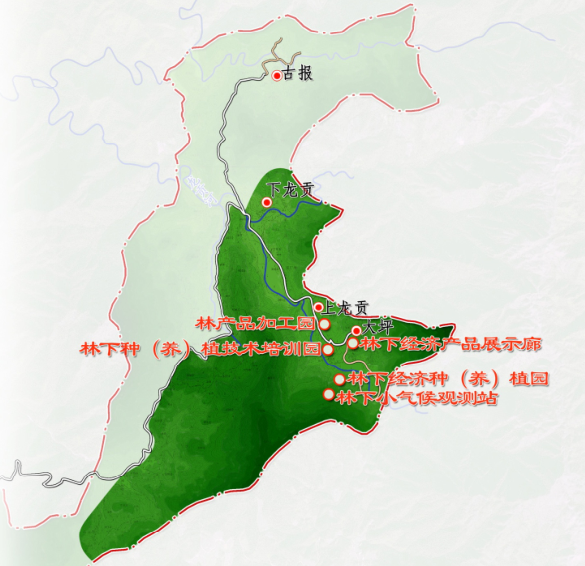 古报
下龙贡
上龙贡
林产品加工园
大坪
林下经济产品展示廊
林下种（养）植技术培训园
林下经济种（养）植园
林下小气候观测站